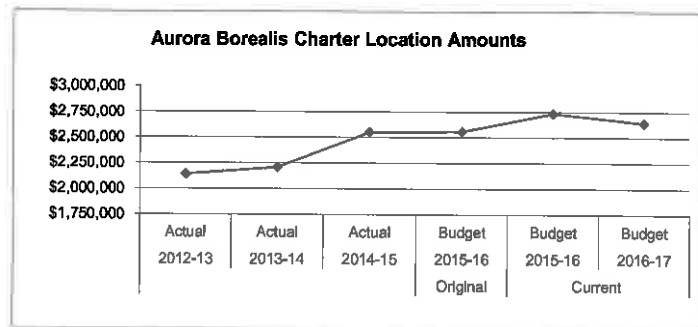 Aurora Borealis Charter Location Amounts
$3,000,000
$2,750,000
$2,500,000
$2,250,000
$2,000,000
$1,750,000
Actual Actual Actual Budget Budget Budget
2012-13 2013-14 2014-15 2015-16 2015-16 2016-17
Original Current